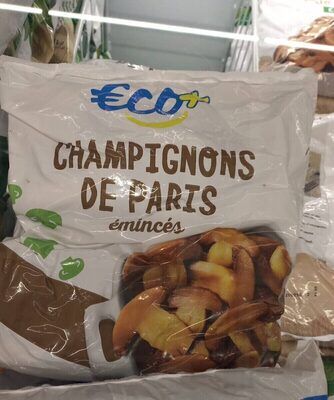 €co+
CHAMPIGNONS
DE PARIS
émincés